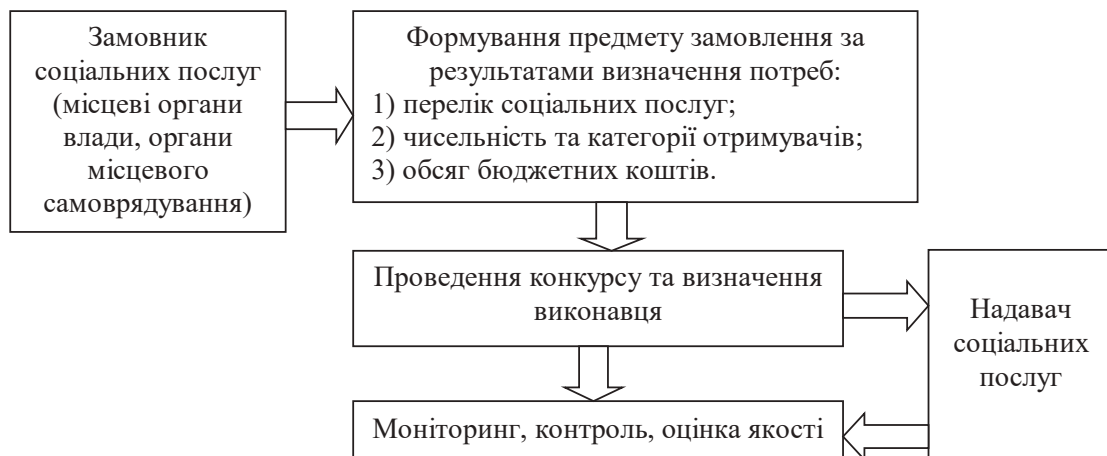 Замовник
соціальних послуг
(місцеві органи
влади, органи
місцевого
самоврядування)
Формування предмету замовлення за
результатами визначення потреб:
1) перелік соціальних послуг;
2) чисельність та категорії отримувачів;
3) обсяг бюджетних коштів.
Проведення конкурсу та визначення
виконавця
Надавач
соціальних
послуг
Моніторинг, контроль, оцінка якості